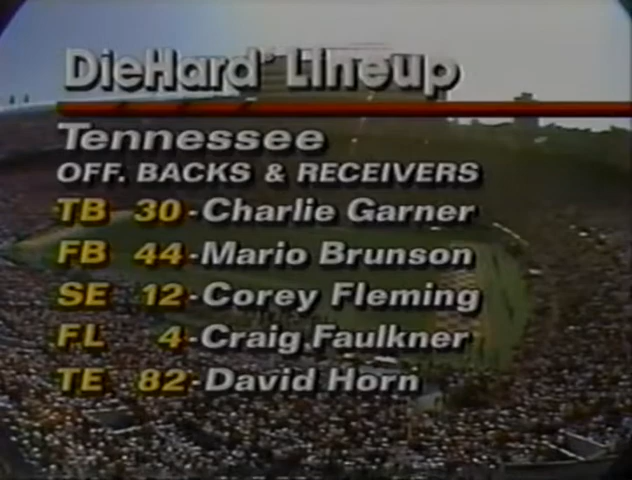 DieHard® Lineup
Tennessee
OFF. BACKS & RECEIVERS
TB 30-Charlie Garner
FB 44-Mario Brunson
SE 12-Corey Fleming
FL 4-Craig Faulkner
TE 82-David Horn